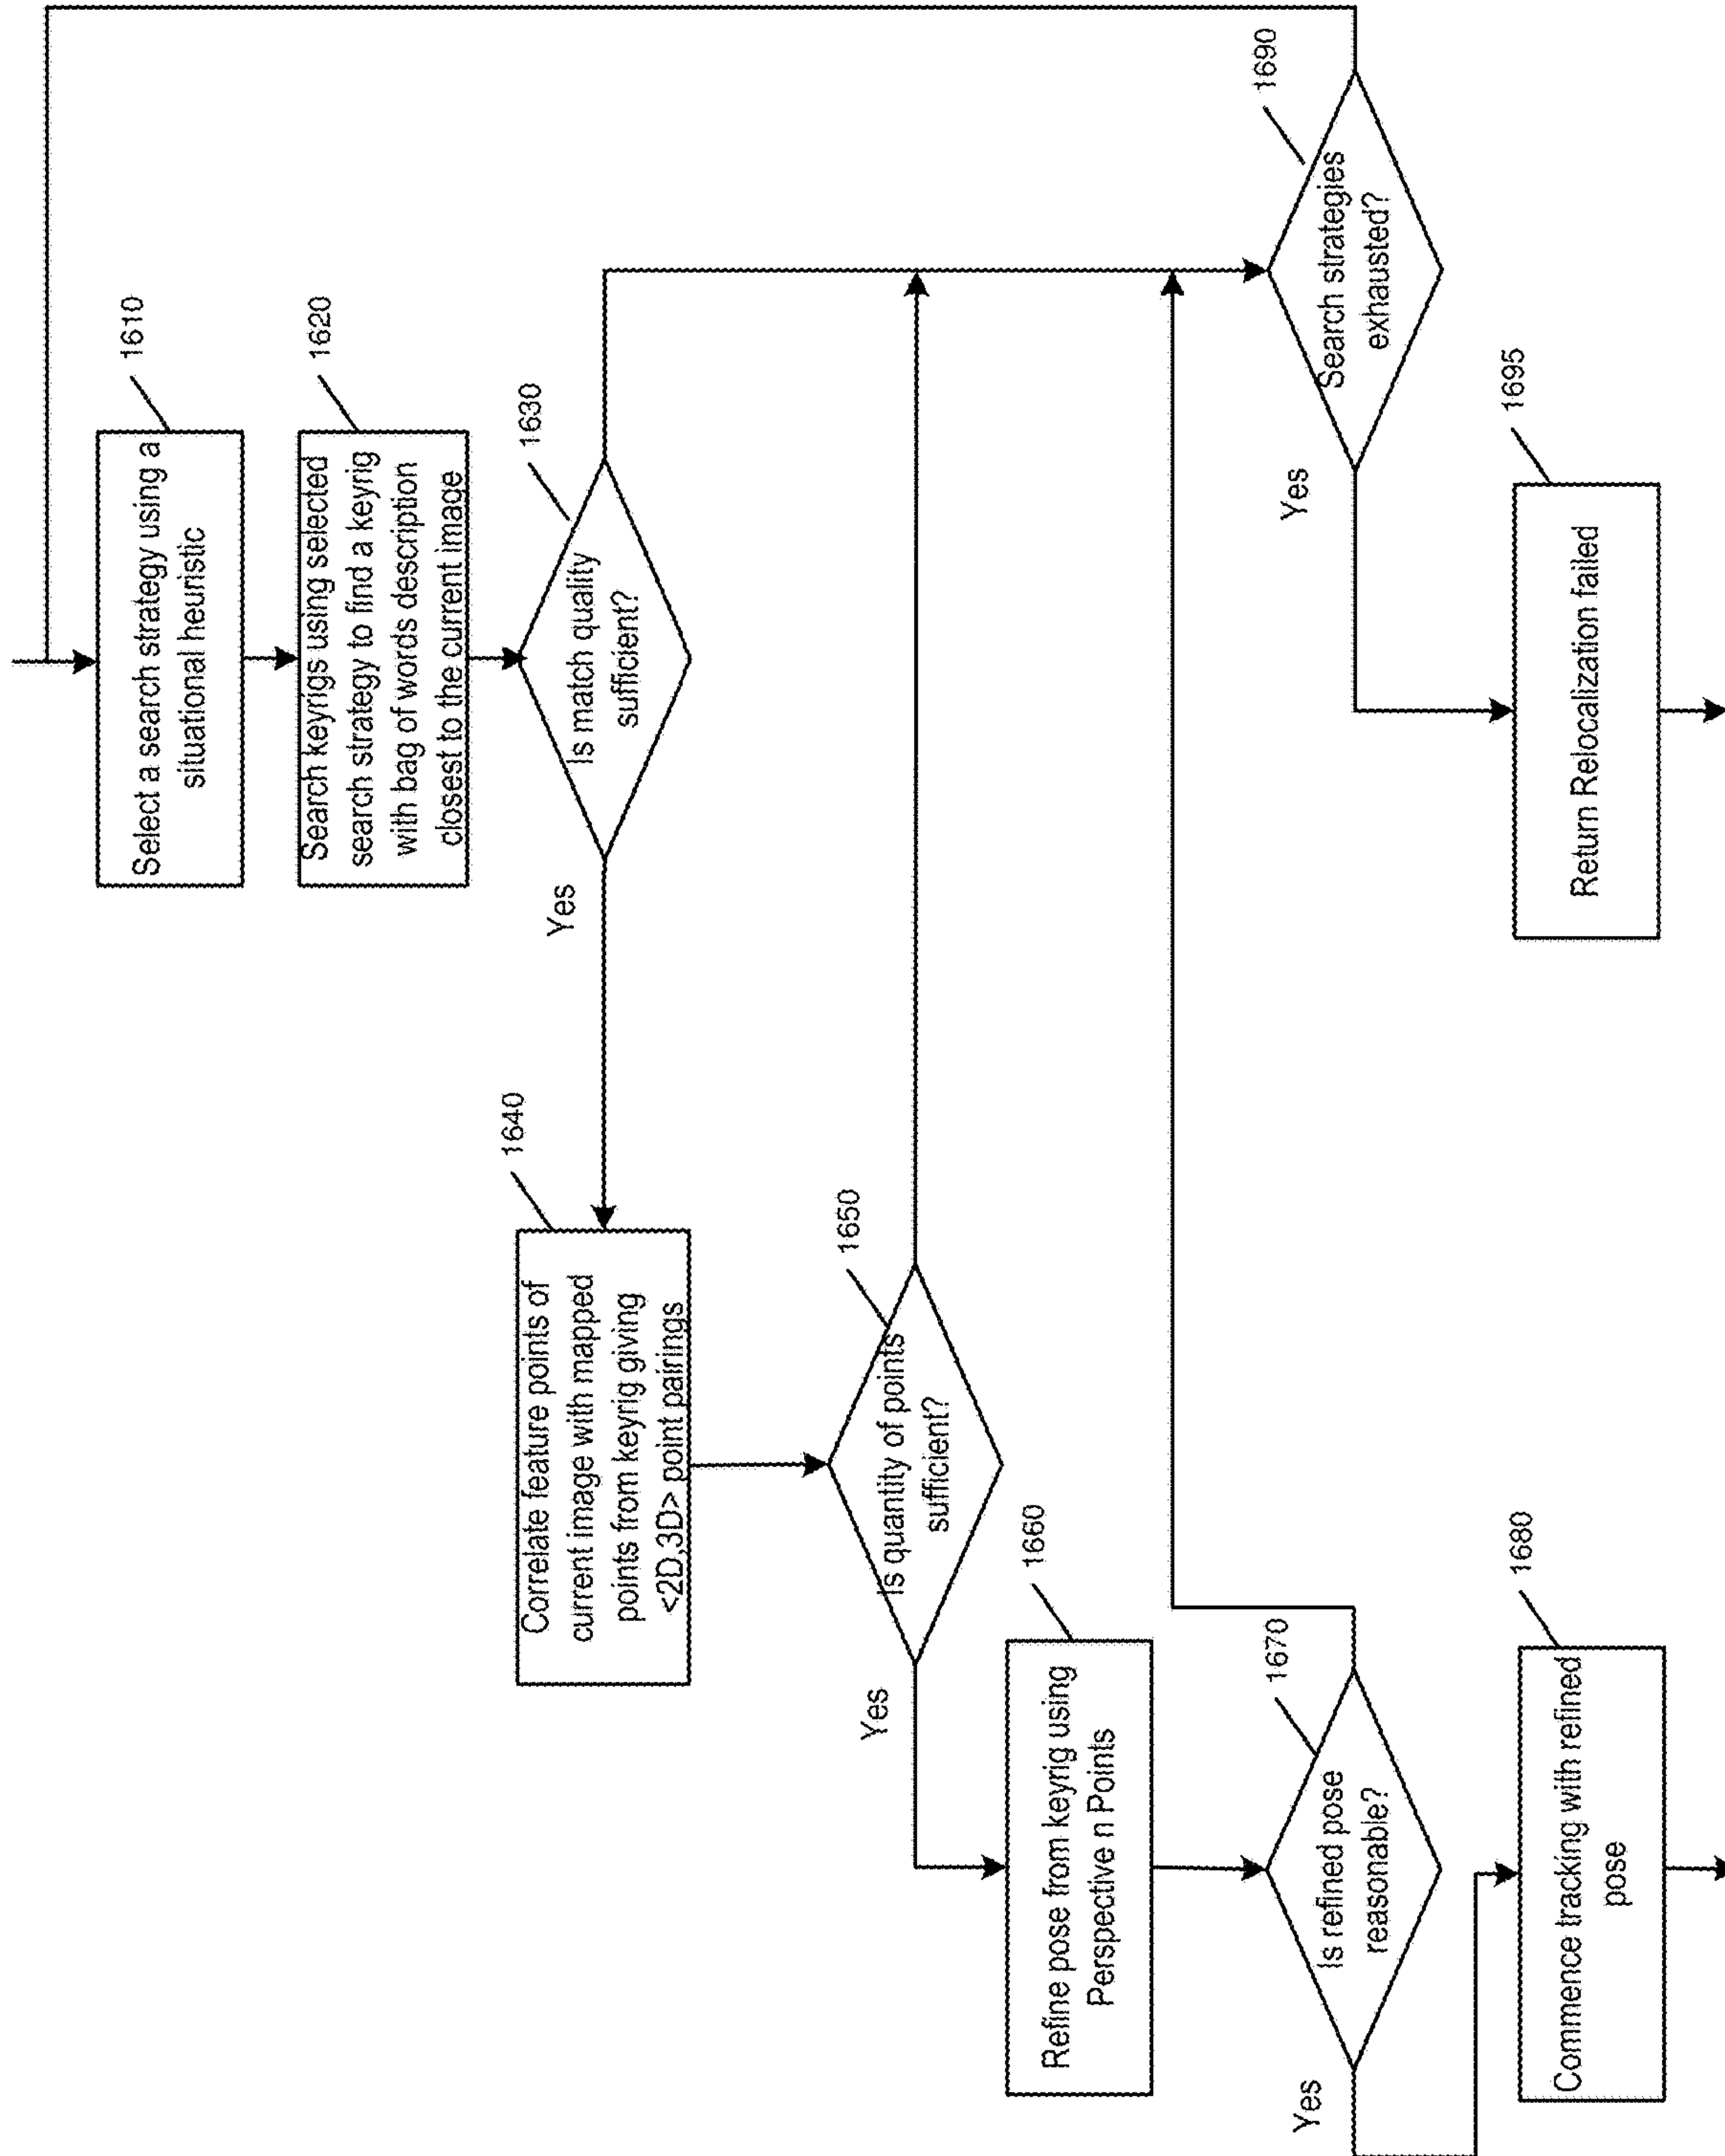 1610
Select a search strategy using a
situational heuristic
1620
Search keyrigs using selected
search strategy to find a keyrig
with bag of words description
closest to the current image
1630
Is match quality
sufficient?
Yes
1640
Correlate feature points of
current image with mapped
points from keyrig giving
<2D,3D> point pairings
1650
Is quantity of points
sufficient?
Yes
1660
Refine pose from keyrig using
Perspective n Points
1670
Is refined pose
reasonable?
Yes
1680
Commence tracking with refined
pose
1690
Search strategies
exhausted?
Yes
1695
Return Relocalization failed